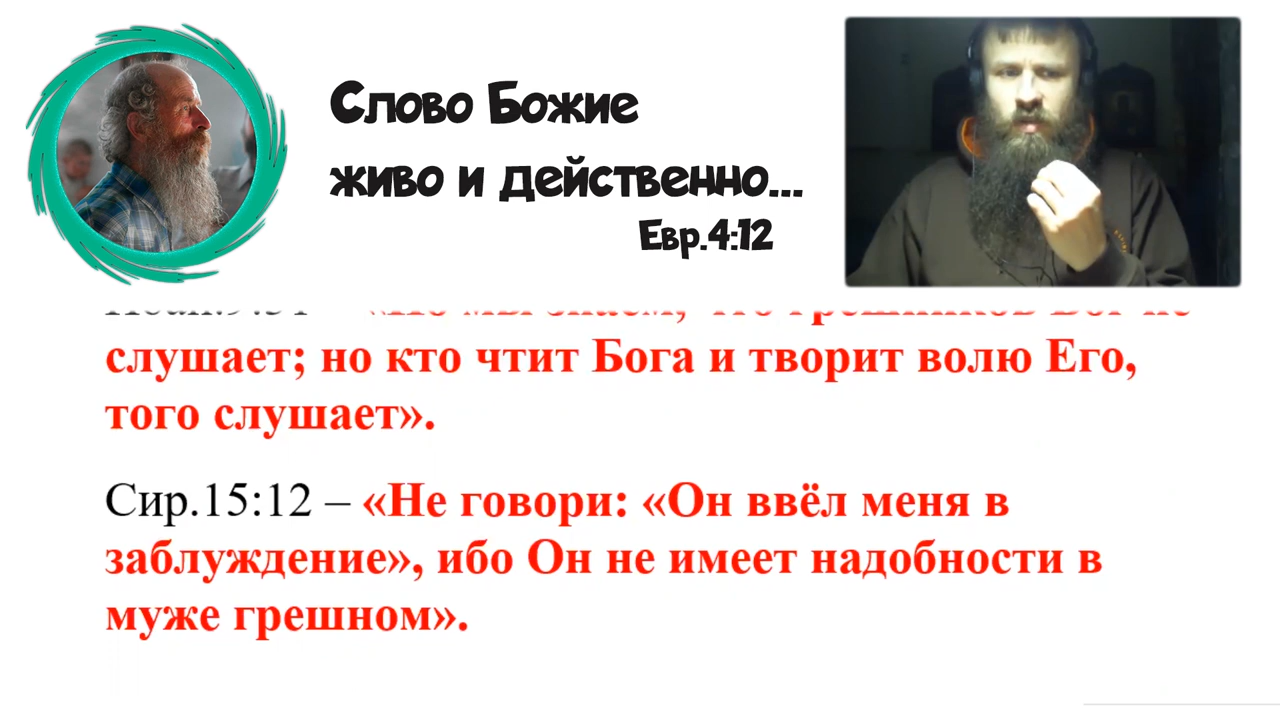 Слово Божие
живо и действенно...
Евр.4:12
слушает; но кто чтит Бога и творит волю Его,
того слушает».
Сир.15:12 – «Не говори: «Он ввёл меня в
заблуждение», ибо Он не имеет надобности в
муже грешном».